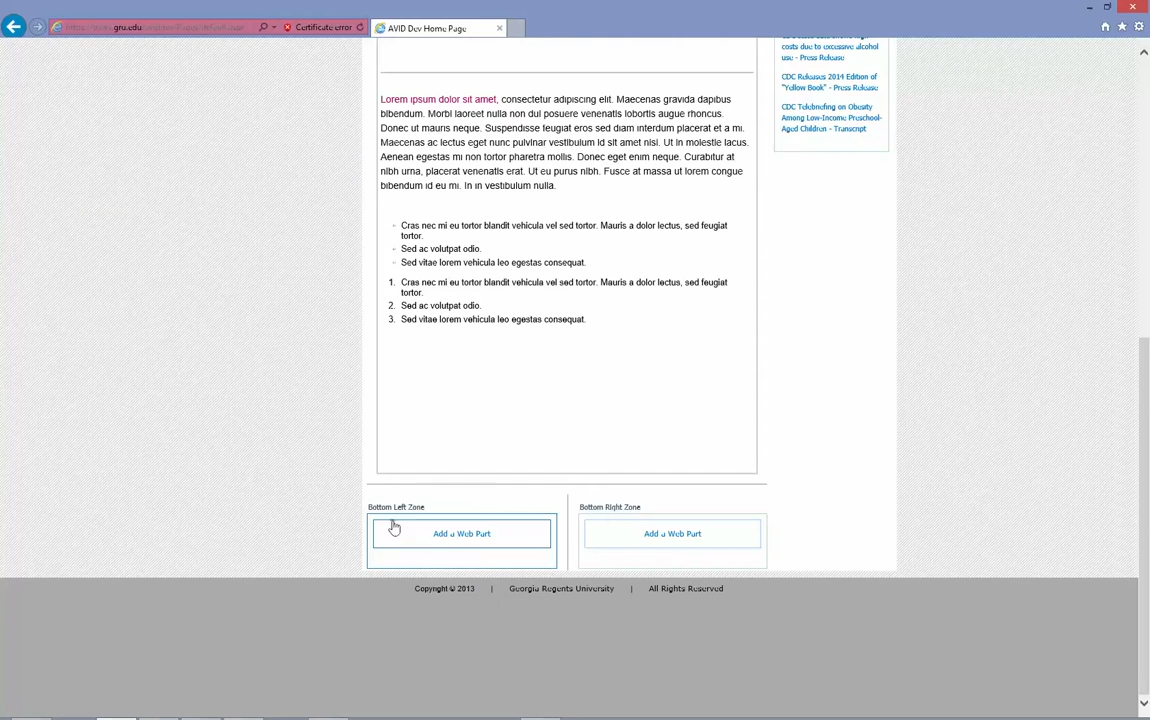 gru.edu
Certificate error
AVID Dev Home Page
costs due to excessive alcohol
use - Press Release
CDC Releases 2014 Edition of
"Yellow Book" - Press Release
CDC Telebriefing on Obesity
Among Low-Income Preschool-
Aged Children - Transcript
Lorem ipsum dolor sit amet, consectetur adipiscing elit. Maecenas gravida dapibus
bibendum. Morbi laoreet nulla non dui posuere venenatis lobortis augue rhoncus.
Donec ut mauris neque. Suspendisse feugiat eros sed diam interdum placerat et a mi.
Maecenas ac lectus eget nunc pulvinar vestibulum id sit amet nisi. Ut in molestie lacus.
Aenean egestas mi non tortor pharetra mollis. Donec eget enim neque. Curabitur at
nibh urna, placerat venenatis erat. Ut eu purus nibh. Fusce at massa ut lorem congue
bibendum id eu mi. In in vestibulum nulla.
Cras nec mi eu tortor blandit vehicula vel sed tortor. Mauris a dolor lectus, sed feugiat
tortor.
Sed ac volutpat odio.
Sed vitae lorem vehicula leo egestas consequat.
1. Cras nec mi eu tortor blandit vehicula vel sed tortor. Mauris a dolor lectus, sed feugiat
tortor.
2. Sed ac volutpat odio.
3. Sed vitae lorem vehicula leo egestas consequat.
Bottom Left Zone
Add a Web Part
Bottom Right Zone
Add a Web Part
Copyright © 2013 | Georgia Regents University | All Rights Reserved